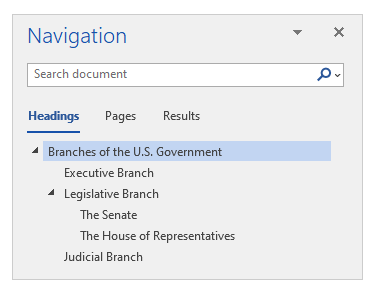 Navigation
Search document
Headings Pages Results
Branches of the U.S. Government
Executive Branch
Legislative Branch
The Senate
The House of Representatives
Judicial Branch